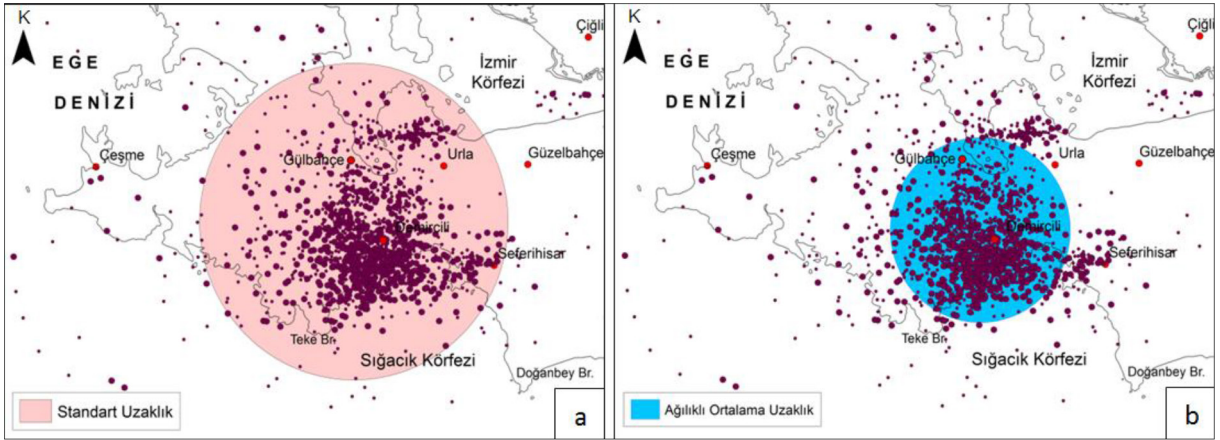 K
EĞE
DENİZİ
İzmir
Körfezi
Çiğli
Çeşme
Gülbahçe
Urla
Güzelbahçe
Demircili
Seferihisar
Teke Br.
Sığacık Körfezi
Doğanbey Br.
Standart Uzaklık
a
K
EĞE
DENİZİ
İzmir
Körfezi
Çiğli
Çeşme
Gülbahçe
Urla
Güzelbahçe
Demircili
Seferihisar
Teke Br.
Sığacık Körfezi
Doğanbey Br.
Ağılıklı Ortalama Uzaklık
b